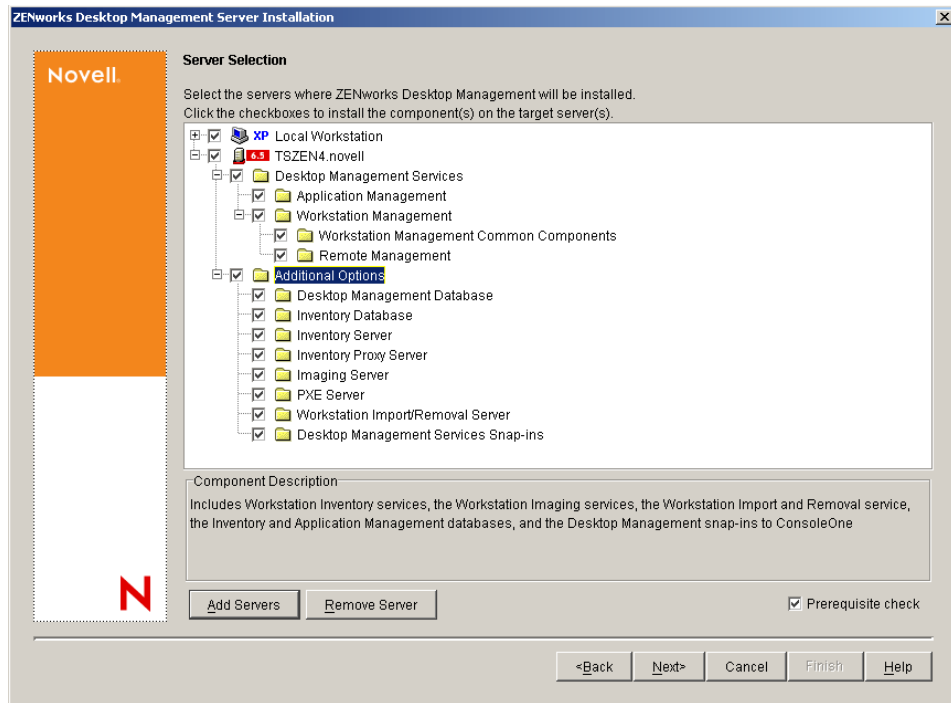 ZENworks Desktop Management Server Installation
Novell.
Server Selection
Select the servers where ZENworks Desktop Management will be installed.
Click the checkboxes to install the component(s) on the target server(s).
XP Local Workstation
6.5 TSZEN4.novell
Desktop Management Services
Application Management
Workstation Management
Workstation Management Common Components
Remote Management
Additional Options
Desktop Management Database
Inventory Database
Inventory Server
Inventory Proxy Server
Imaging Server
PXE Server
Workstation Import/Removal Server
Desktop Management Services Snap-ins
Component Description
Includes Workstation Inventory services, the Workstation Imaging services, the Workstation Import and Removal service,
the Inventory and Application Management databases, and the Desktop Management snap-ins to ConsoleOne
N
Add Servers Remove Server Prerequisite check
<Back Next> Cancel Finish Help